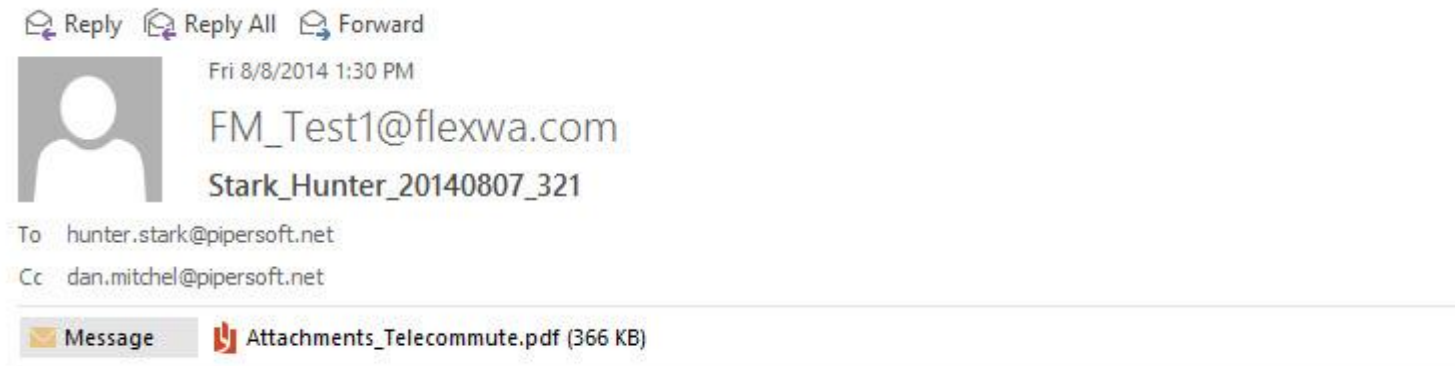 Reply Reply All Forward
Fri 8/8/2014 1:30 PM
FM_Test1@flexwa.com
Stark_Hunter_20140807_321
To hunter.stark@pipersoft.net
Cc dan.mitchel@pipersoft.net
Message Attachments_Telecommute.pdf (366 KB)